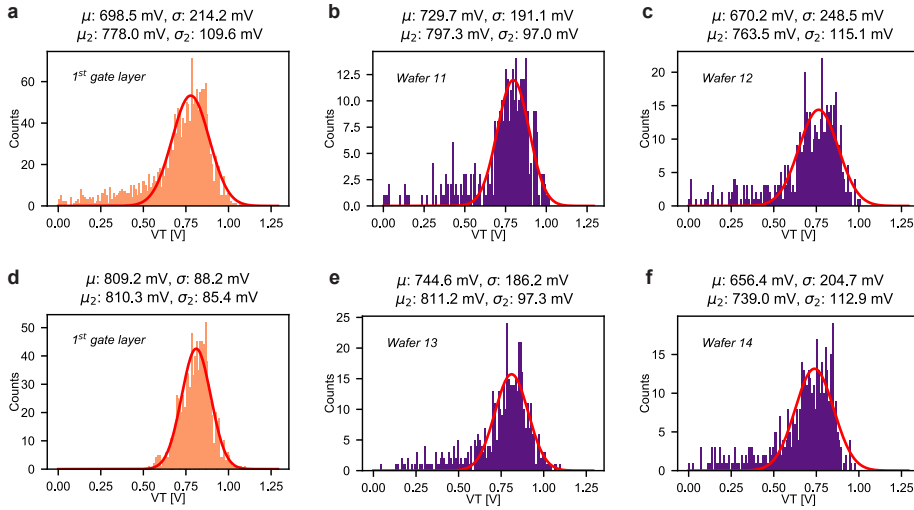 a
μ: 698.5 mV, σ: 214.2 mV
μ₂: 778.0 mV, σ₂: 109.6 mV
1ˢᵗ gate layer
Counts
60
40
20
0
0.00 0.25 0.50 0.75 1.00 1.25
VT [V]
b
μ: 729.7 mV, σ: 191.1 mV
μ₂: 797.3 mV, σ₂: 97.0 mV
Wafer 11
Counts
12.5
10.0
7.5
5.0
2.5
0.0
0.00 0.25 0.50 0.75 1.00 1.25
VT [V]
c
μ: 670.2 mV, σ: 248.5 mV
μ₂: 763.5 mV, σ₂: 115.1 mV
Wafer 12
Counts
20
15
10
5
0
0.00 0.25 0.50 0.75 1.00 1.25
VT [V]
d
μ: 809.2 mV, σ: 88.2 mV
μ₂: 810.3 mV, σ₂: 85.4 mV
1ˢᵗ gate layer
Counts
50
40
30
20
10
0
0.00 0.25 0.50 0.75 1.00 1.25
VT [V]
e
μ: 744.6 mV, σ: 186.2 mV
μ₂: 811.2 mV, σ₂: 97.3 mV
Wafer 13
Counts
25
20
15
10
5
0
0.00 0.25 0.50 0.75 1.00 1.25
VT [V]
f
μ: 656.4 mV, σ: 204.7 mV
μ₂: 739.0 mV, σ₂: 112.9 mV
Wafer 14
Counts
15
10
5
0
0.00 0.25 0.50 0.75 1.00 1.25
VT [V]